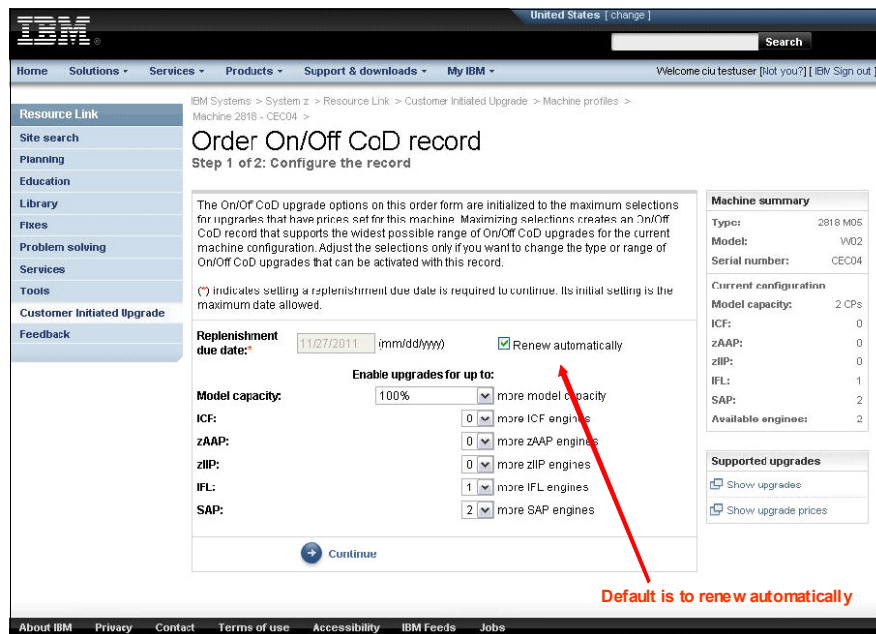 United States [ change ]
IBM®
Search
Home Solutions Services Products Support & downloads My IBM
Welcome ciu testuser [Not you?] [ IBM Sign out ]
Resource Link
Site search
Planning
Education
Library
Fixes
Problem solving
Services
Tools
Customer Initiated Upgrade
Feedback
IBM Systems > System z > Resource Link > Customer Initiated Upgrade > Machine profiles >
Machine 2818 - CEC04 >
Order On/Off CoD record
Step 1 of 2: Configure the record
The On/Off CoD upgrade options on this order form are initialized to the maximum selections
for upgrades that have prices set for this machine. Maximizing selections creates an On/Off
CoD record that supports the widest possible range of On/Off CoD upgrades for the current
machine configuration. Adjust the selections only if you want to change the type or range of
On/Off CoD upgrades that can be activated with this record.
(*) indicates setting a replenishment due date is required to continue. Its initial setting is the
maximum date allowed.
Replenishment
due date:* 11/27/2011 (mm/dd/yyyy) Renew automatically
Enable upgrades for up to:
Model capacity: 100% more model capacity
ICF: 0 more ICF engines
zAAP: 0 more zAAP engines
zIIP: 0 more zIIP engines
IFL: 1 more IFL engines
SAP: 2 more SAP engines
Continue
Machine summary
Type: 2818 M05
Model: W02
Serial number: CEC04
Current configuration
Model capacity: 2 CPs
ICF: 0
zAAP: 0
zIIP: 0
IFL: 1
SAP: 2
Available engines: 2
Supported upgrades
Show upgrades
Show upgrade prices
Default is to renew automatically
About IBM Privacy Contact Terms of use Accessibility IBM Feeds Jobs